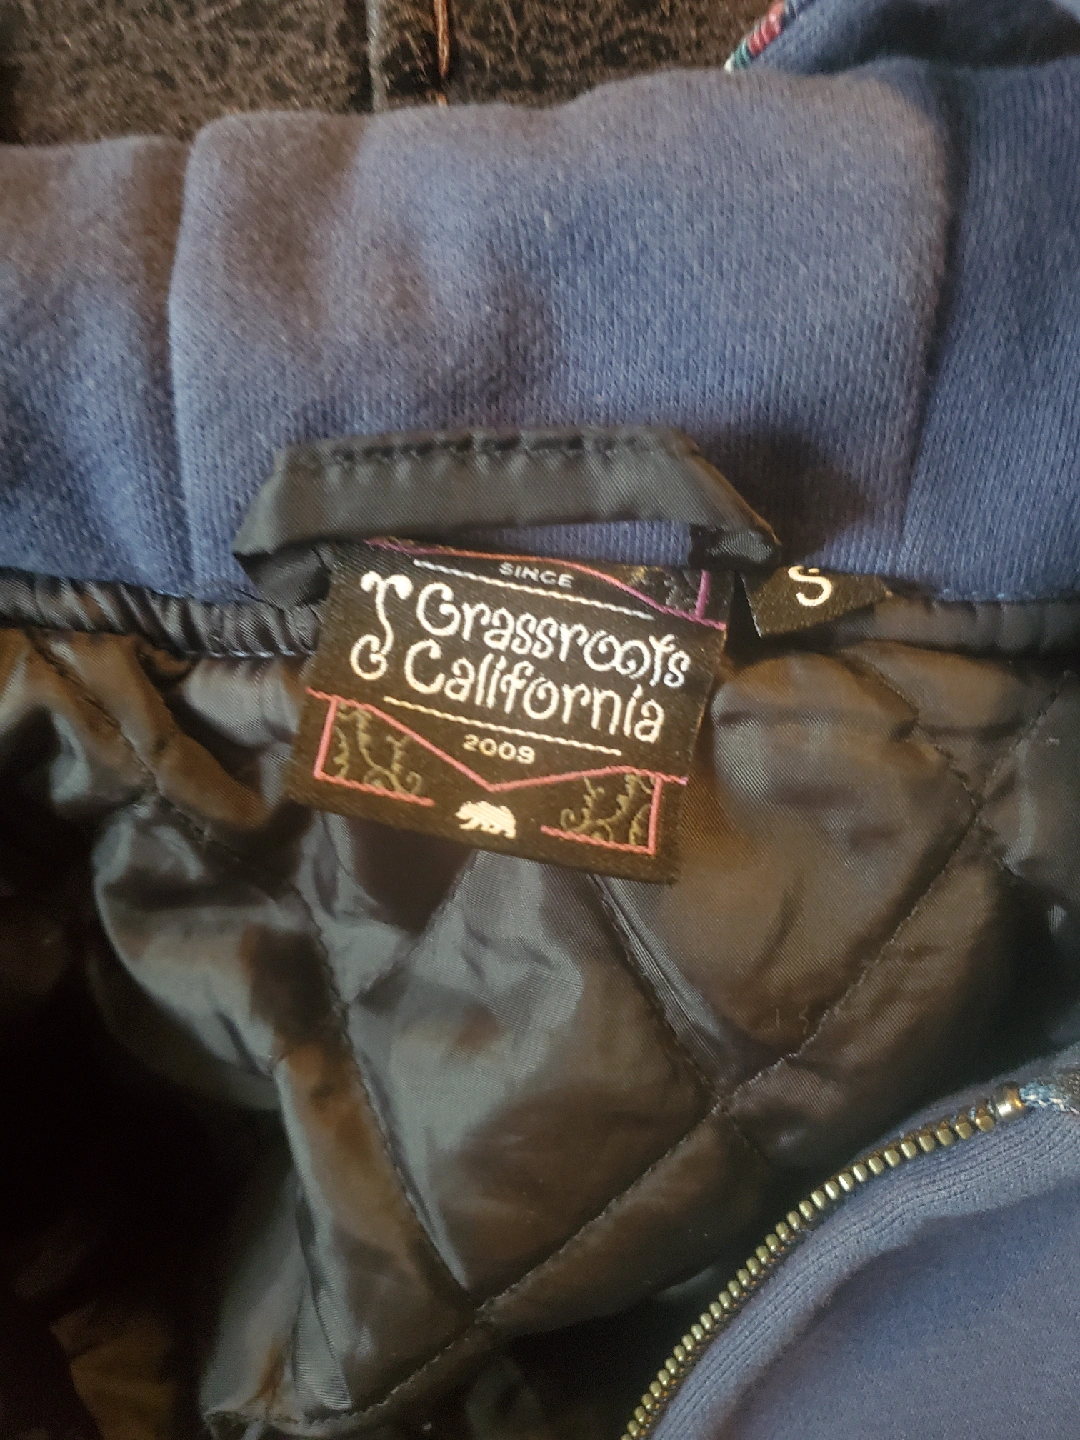 SINCE
Grassroots
California
2009
S